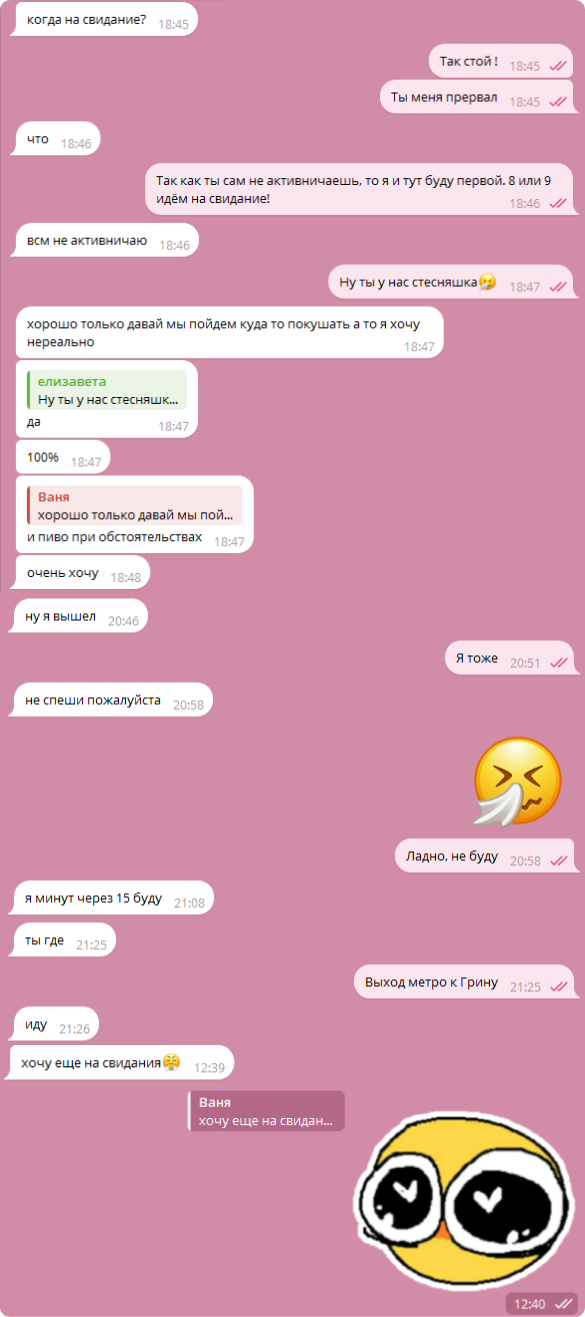 когда на свидание? 18:45
Так стой ! 18:45
Ты меня прервал 18:45
что 18:46
Так как ты сам не активничаешь, то я и тут буду первой. 8 или 9
идём на свидание! 18:46
всм не активничаю 18:46
Ну ты у нас стесняшка🤧 18:47
хорошо только давай мы пойдем куда то покушать а то я хочу
нереально 18:47
елизавета
Ну ты у нас стесняшк...
да 18:47
100% 18:47
Ваня
хорошо только давай мы пой...
и пиво при обстоятельствах 18:47
очень хочу 18:48
ну я вышел 20:46
Я тоже 20:51
не спеши пожалуйста 20:58
Ладно, не буду 20:58
я минут через 15 буду 21:08
ты где 21:25
Выход метро к Грину 21:25
иду 21:26
хочу еще на свидания😤 12:39
Ваня
хочу еще на свидан...
12:40